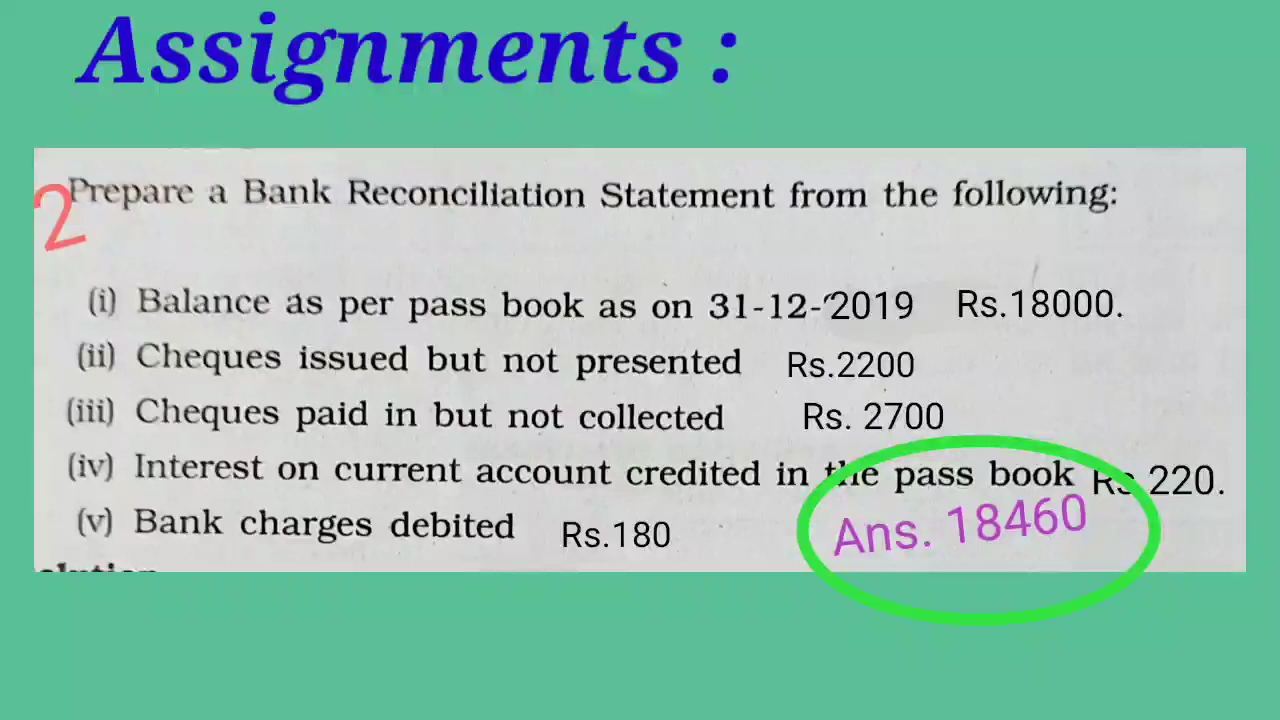 Assignments :
2
Prepare a Bank Reconciliation Statement from the following:
(i) Balance as per pass book as on 31-12-2019 Rs.18000.
(ii) Cheques issued but not presented Rs.2200
(iii) Cheques paid in but not collected Rs. 2700
(iv) Interest on current account credited in the pass book Rs 220.
(v) Bank charges debited Rs.180
Ans. 18460